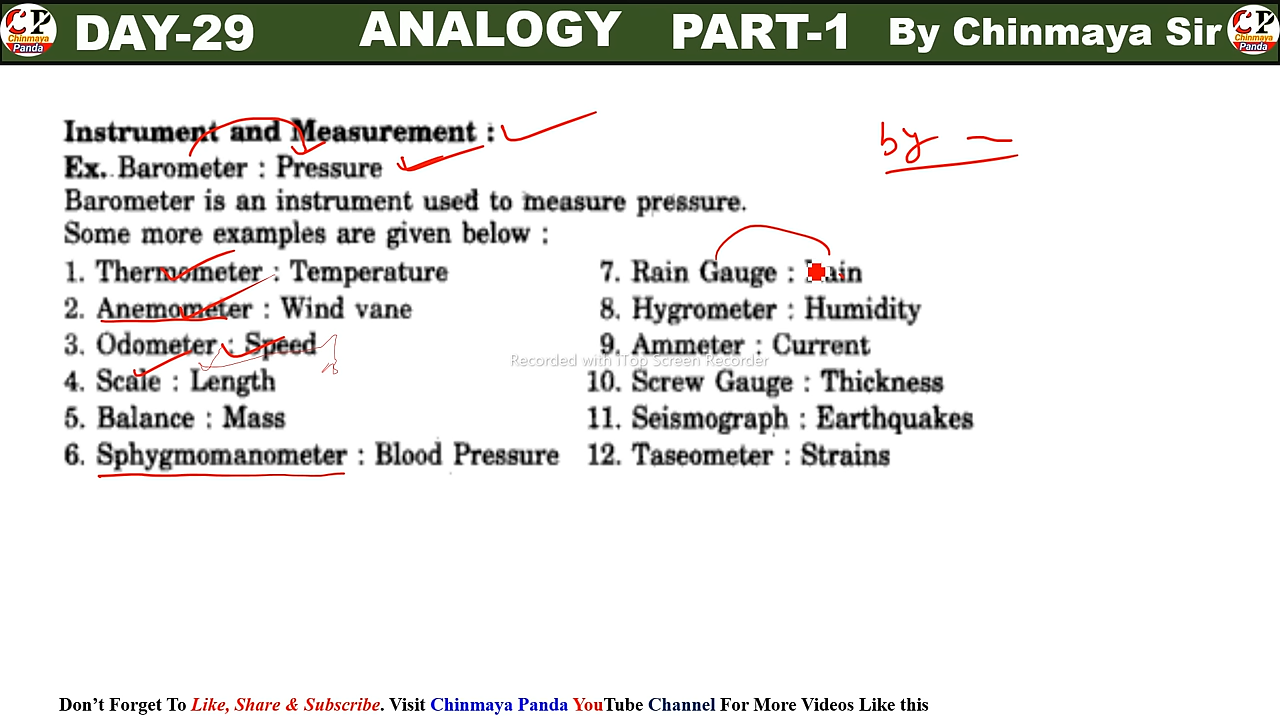 CP Chinmaya Panda
DAY-29 ANALOGY PART-1 By Chinmaya Sir
CP Chinmaya Panda
Instrument and Measurement :
by
Ex. Barometer : Pressure
Barometer is an instrument used to measure pressure.
Some more examples are given below :
1. Thermometer : Temperature
2. Anemometer : Wind vane
3. Odometer : Speed
4. Scale : Length
5. Balance : Mass
6. Sphygmomanometer : Blood Pressure
7. Rain Gauge : Rain
8. Hygrometer : Humidity
9. Ammeter : Current
10. Screw Gauge : Thickness
11. Seismograph : Earthquakes
12. Taseometer : Strains
Recorded with iTop Screen Recorder
Don't Forget To Like, Share & Subscribe. Visit Chinmaya Panda YouTube Channel For More Videos Like this